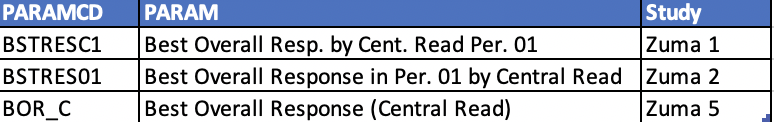 PARAMCD PARAM Study
BSTRESC1 Best Overall Resp. by Cent. Read Per. 01 Zuma 1
BSTRES01 Best Overall Response in Per. 01 by Central Read Zuma 2
BOR_C Best Overall Response (Central Read) Zuma 5